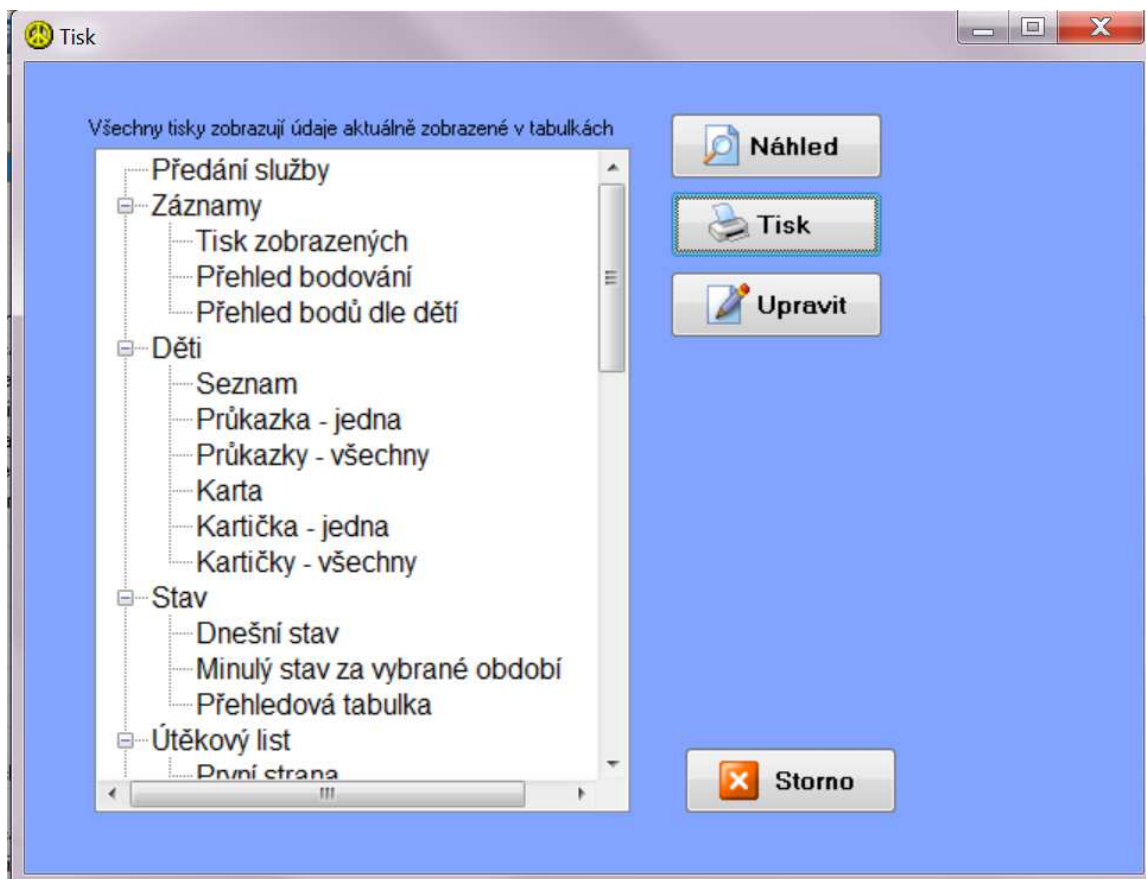 Tisk
Všechny tisky zobrazují údaje aktuálně zobrazené v tabulkách
Předání služby
Záznamy
Tisk zobrazených
Přehled bodování
Přehled bodů dle dětí
Děti
Seznam
Průkazka - jedna
Průkazky - všechny
Karta
Kartička - jedna
Kartičky - všechny
Stav
Dnešní stav
Minulý stav za vybrané období
Přehledová tabulka
Útěkový list
První strana
Náhled
Tisk
Upravit
Storno